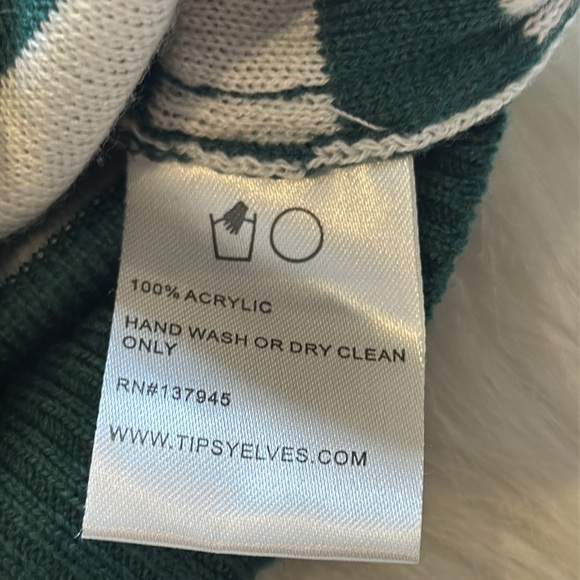 100% ACRYLIC
HAND WASH OR DRY CLEAN
ONLY
RN#137945
WWW.TIPSYELVES.COM